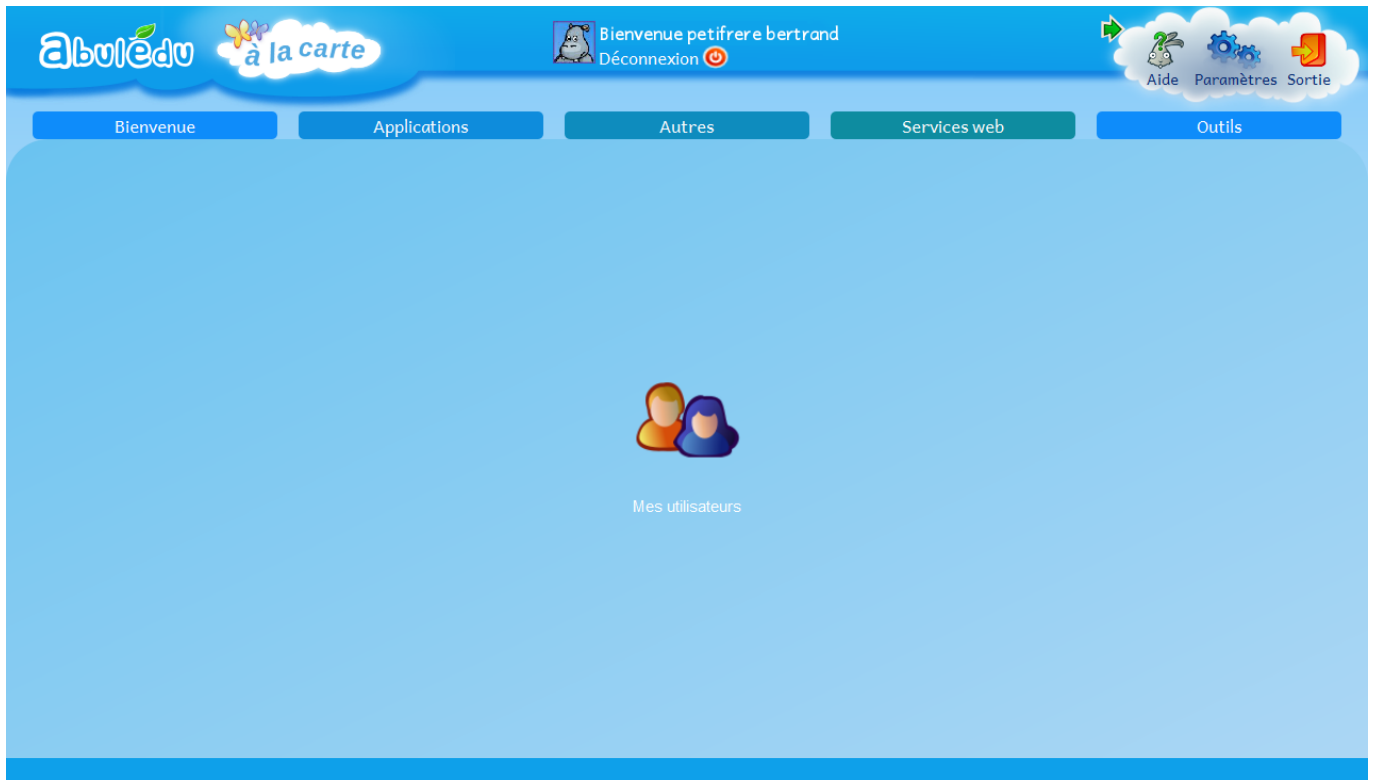 abulédu
à la carte
Bienvenue petifrere bertrand
Déconnexion
Aide Paramètres Sortie
Bienvenue Applications Autres Services web Outils
Mes utilisateurs